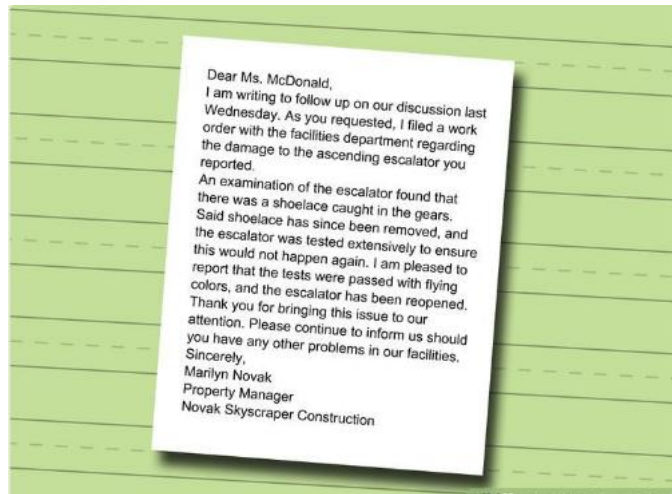 Dear Ms. McDonald,
I am writing to follow up on our discussion last
Wednesday. As you requested, I filed a work
order with the facilities department regarding
the damage to the ascending escalator you
reported.
An examination of the escalator found that
there was a shoelace caught in the gears.
Said shoelace has since been removed, and
the escalator was tested extensively to ensure
this would not happen again. I am pleased to
report that the tests were passed with flying
colors, and the escalator has been reopened.
Thank you for bringing this issue to our
attention. Please continue to inform us should
you have any other problems in our facilities.
Sincerely,
Marilyn Novak
Property Manager
Novak Skyscraper Construction